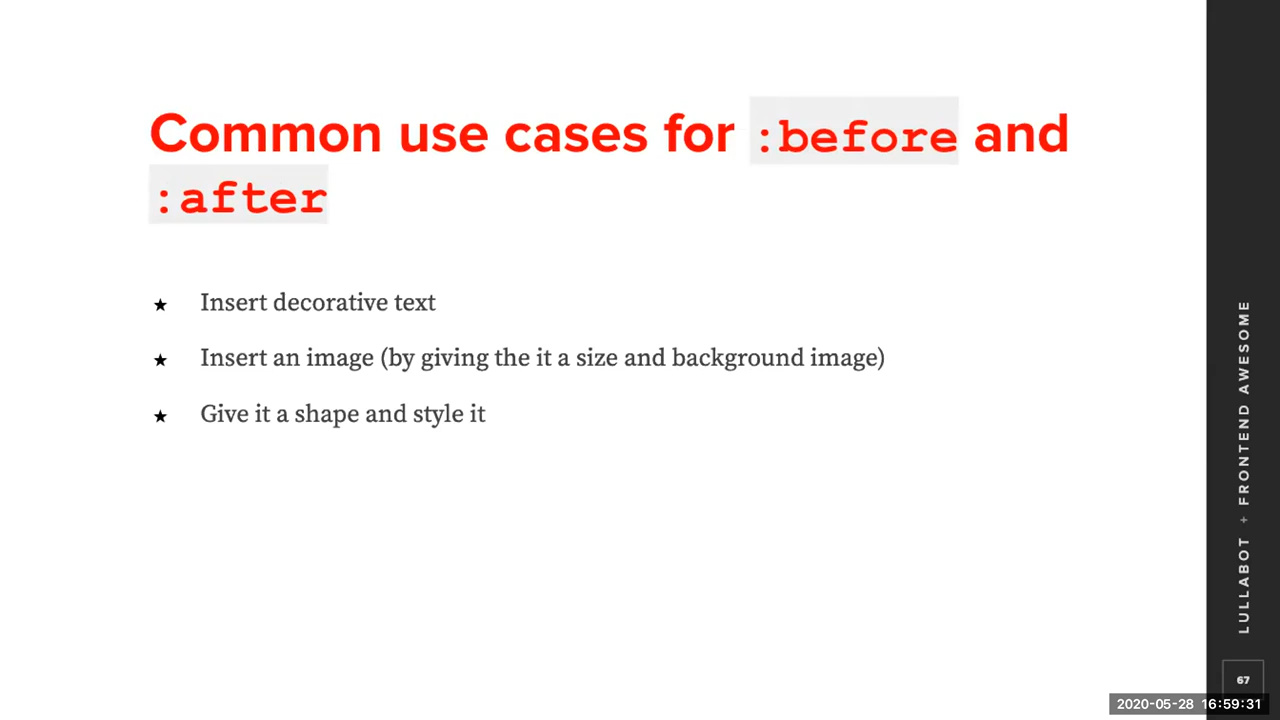 Common use cases for :before and
:after
★ Insert decorative text
★ Insert an image (by giving the it a size and background image)
★ Give it a shape and style it
LULLABOT + FRONTEND AWESOME
67
2020-05-28 16:59:31